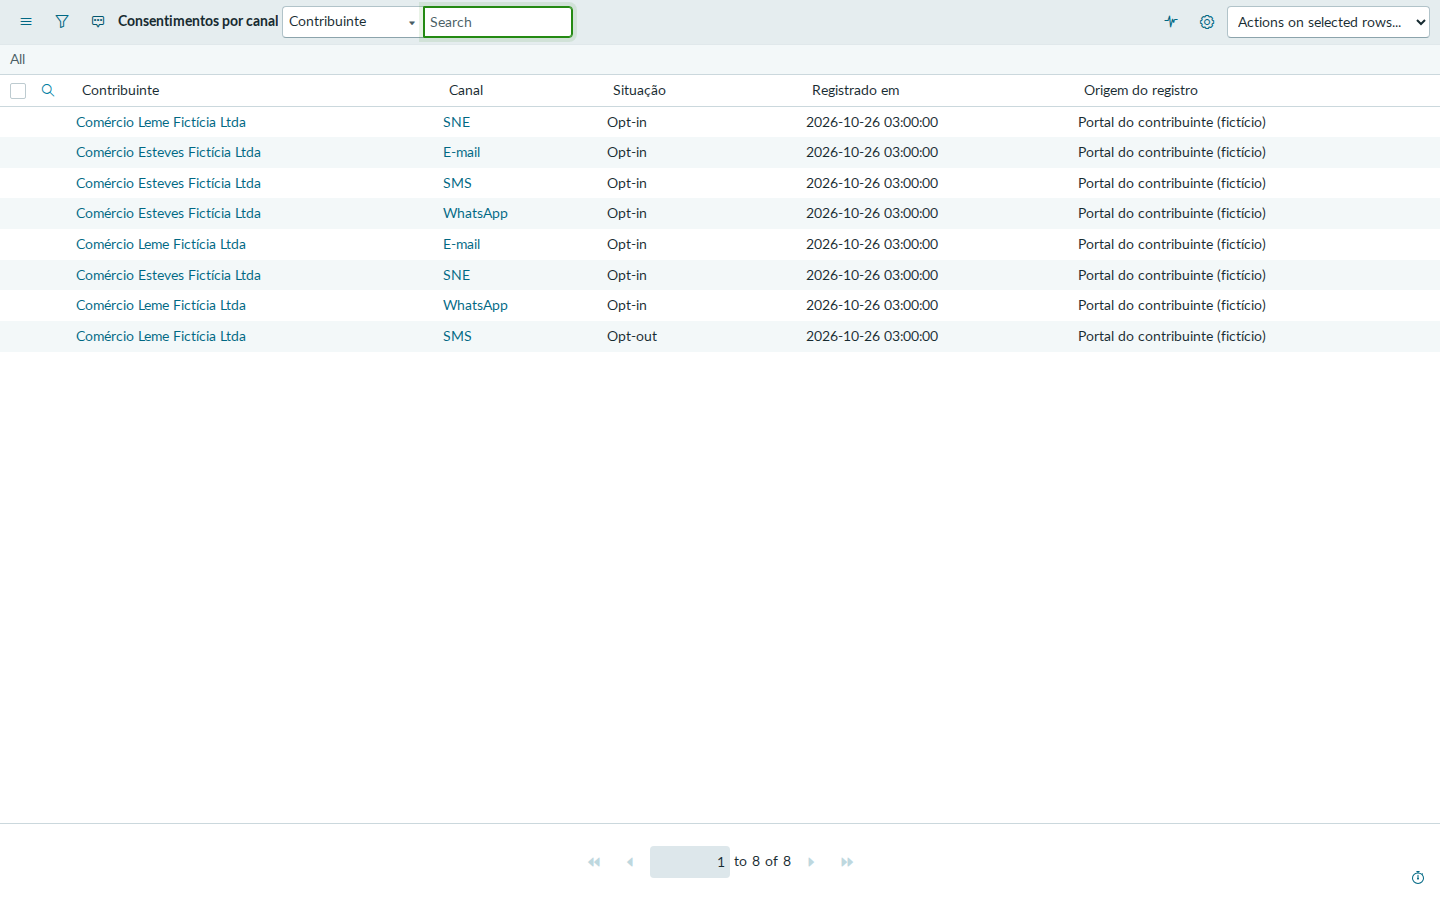 Consentimentos por canal Contribuinte Search Actions on selected rows...
All
Contribuinte Canal Situação Registrado em Origem do registro
Comércio Leme Fictícia Ltda SNE Opt-in 2026-10-26 03:00:00 Portal do contribuinte (fictício)
Comércio Esteves Fictícia Ltda E-mail Opt-in 2026-10-26 03:00:00 Portal do contribuinte (fictício)
Comércio Esteves Fictícia Ltda SMS Opt-in 2026-10-26 03:00:00 Portal do contribuinte (fictício)
Comércio Esteves Fictícia Ltda WhatsApp Opt-in 2026-10-26 03:00:00 Portal do contribuinte (fictício)
Comércio Leme Fictícia Ltda E-mail Opt-in 2026-10-26 03:00:00 Portal do contribuinte (fictício)
Comércio Esteves Fictícia Ltda SNE Opt-in 2026-10-26 03:00:00 Portal do contribuinte (fictício)
Comércio Leme Fictícia Ltda WhatsApp Opt-in 2026-10-26 03:00:00 Portal do contribuinte (fictício)
Comércio Leme Fictícia Ltda SMS Opt-out 2026-10-26 03:00:00 Portal do contribuinte (fictício)
1 to 8 of 8